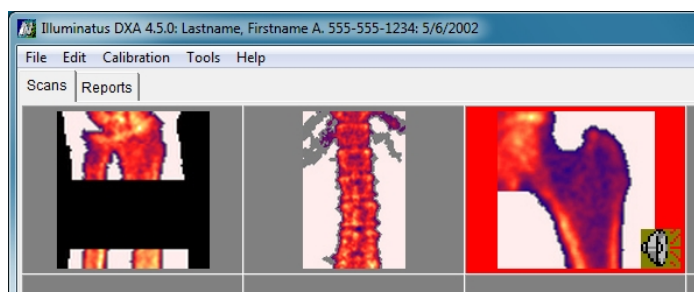 Illuminatus DXA 4.5.0: Lastname, Firstname A. 555-555-1234: 5/6/2002
File Edit Calibration Tools Help
Scans Reports